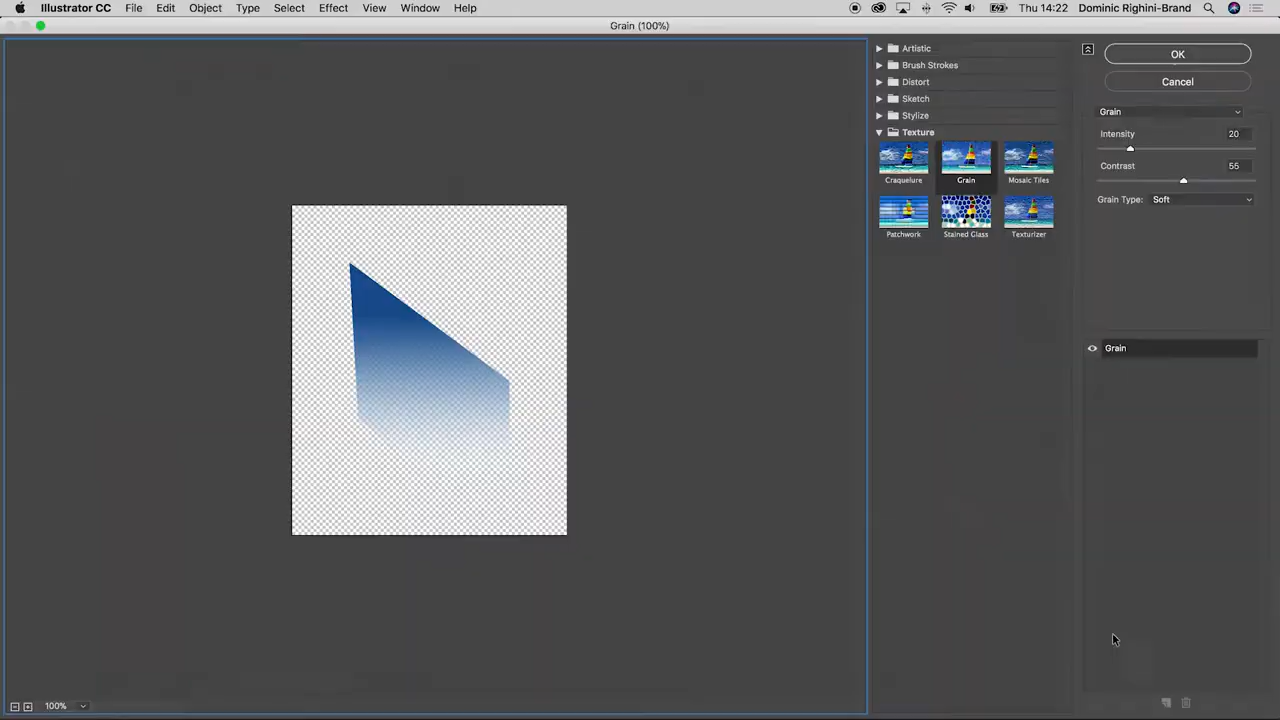 Illustrator CC File Edit Object Type Select Effect View Window Help Thu 14:22 Dominic Righini-Brand
Grain (100%)
Artistic
Brush Strokes
Distort
Sketch
Stylize
Texture
Craquelure Grain Mosaic Tiles
Patchwork Stained Glass Texturizer
OK
Cancel
Grain
Intensity 20
Contrast 55
Grain Type: Soft
Grain
100%